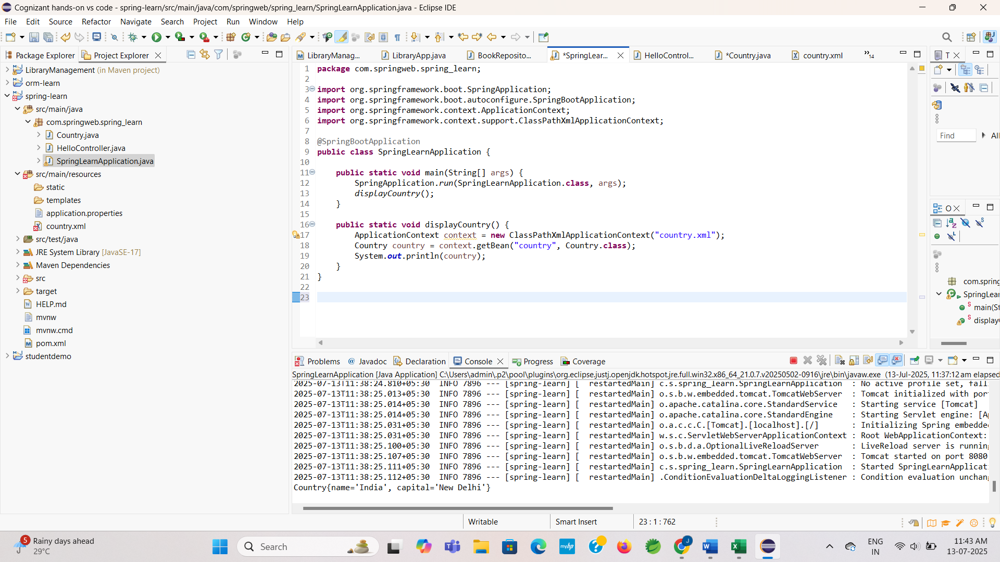 Cognizant hands-on vs code - spring-learn/src/main/java/com/springweb/spring_learn/SpringLearnApplication.java - Eclipse IDE
File Edit Source Refactor Navigate Search Project Run Window Help
Package Explorer Project Explorer
LibraryManagement (in Maven project)
orm-learn
spring-learn
src/main/java
com.springweb.spring_learn
Country.java
HelloController.java
SpringLearnApplication.java
src/main/resources
static
templates
application.properties
country.xml
src/test/java
JRE System Library [JavaSE-17]
Maven Dependencies
src
target
HELP.md
mvnw
mvnw.cmd
pom.xml
studentdemo
LibraryManag... LibraryApp.java BookReposito... *SpringLear... HelloControl... *Country.java country.xml »14
1 package com.springweb.spring_learn;
2
3 import org.springframework.boot.SpringApplication;
4 import org.springframework.boot.autoconfigure.SpringBootApplication;
5 import org.springframework.context.ApplicationContext;
6 import org.springframework.context.support.ClassPathXmlApplicationContext;
7
8 @SpringBootApplication
9 public class SpringLearnApplication {
10
11 public static void main(String[] args) {
12 SpringApplication.run(SpringLearnApplication.class, args);
13 displayCountry();
14 }
15
16 public static void displayCountry() {
17 ApplicationContext context = new ClassPathXmlApplicationContext("country.xml");
18 Country country = context.getBean("country", Country.class);
19 System.out.println(country);
20 }
21 }
22
23
T
Find All
O
com.spring
SpringLear
main(St
display
Problems Javadoc Declaration Console Progress Coverage
SpringLearnApplication [Java Application] C:\Users\admin\.p2\pool\plugins\org.eclipse.justj.openjdk.hotspot.jre.full.win32.x86_64_21.0.7.v20250502-0916\jre\bin\javaw.exe (13-Jul-2025, 11:37:12 am elapsed
2025-07-13T11:38:24.810+05:30 INFO 7896 --- [spring-learn] [ restartedMain] c.s.spring_learn.SpringLearnApplication : No active profile set, fall
2025-07-13T11:38:25.013+05:30 INFO 7896 --- [spring-learn] [ restartedMain] o.s.b.w.embedded.tomcat.TomcatWebServer : Tomcat initialized with por
2025-07-13T11:38:25.014+05:30 INFO 7896 --- [spring-learn] [ restartedMain] o.apache.catalina.core.StandardService : Starting service [Tomcat]
2025-07-13T11:38:25.014+05:30 INFO 7896 --- [spring-learn] [ restartedMain] o.apache.catalina.core.StandardEngine : Starting Servlet engine: [Ap
2025-07-13T11:38:25.031+05:30 INFO 7896 --- [spring-learn] [ restartedMain] o.a.c.c.C.[Tomcat].[localhost].[/] : Initializing Spring embedde
2025-07-13T11:38:25.031+05:30 INFO 7896 --- [spring-learn] [ restartedMain] w.s.c.ServletWebServerApplicationContext : Root WebApplicationContext:
2025-07-13T11:38:25.100+05:30 INFO 7896 --- [spring-learn] [ restartedMain] o.s.b.d.a.OptionalLiveReloadServer : LiveReload server is running
2025-07-13T11:38:25.107+05:30 INFO 7896 --- [spring-learn] [ restartedMain] o.s.b.w.embedded.tomcat.TomcatWebServer : Tomcat started on port 8080
2025-07-13T11:38:25.111+05:30 INFO 7896 --- [spring-learn] [ restartedMain] c.s.spring_learn.SpringLearnApplication : Started SpringLearnApplicat
2025-07-13T11:38:25.112+05:30 INFO 7896 --- [spring-learn] [ restartedMain] .ConditionEvaluationDeltaLoggingListener : Condition evaluation unchang
Country{name='India', capital='New Delhi'}
Writable Smart Insert 23 : 1 : 762
5 Rainy days ahead
29°C
Search
myhp
ENG
IN
11:43 AM
13-07-2025